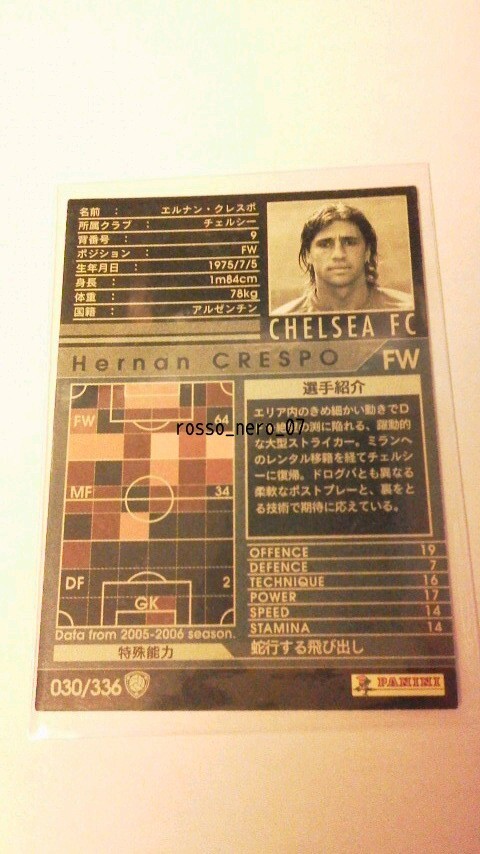 名前 : エルナン・クレスポ
所属クラブ : チェルシー
背番号 : 9
ポジション : FW
生年月日 : 1975/7/5
身長 : 1m84cm
体重 : 78kg
国籍 : アルゼンチン
CHELSEA FC
Hernan CRESPO FW
FW 64
MF 34
DF 2
GK
Data from 2005-2006 season.
特殊能力
選手紹介
エリア内のきめ細かい動きでD
の渕に陥れる、躍動的
な大型ストライカー。ミランへ
のレンタル移籍を経てチェルシ
ーに復帰。ドログバとも異なる
柔軟なポストプレーと、裏をと
る技術で期待に応えている。
rosso_nero_07
OFFENCE 19
DEFENCE 7
TECHNIQUE 16
POWER 17
SPEED 14
STAMINA 14
蛇行する飛び出し
030/336
PANINI